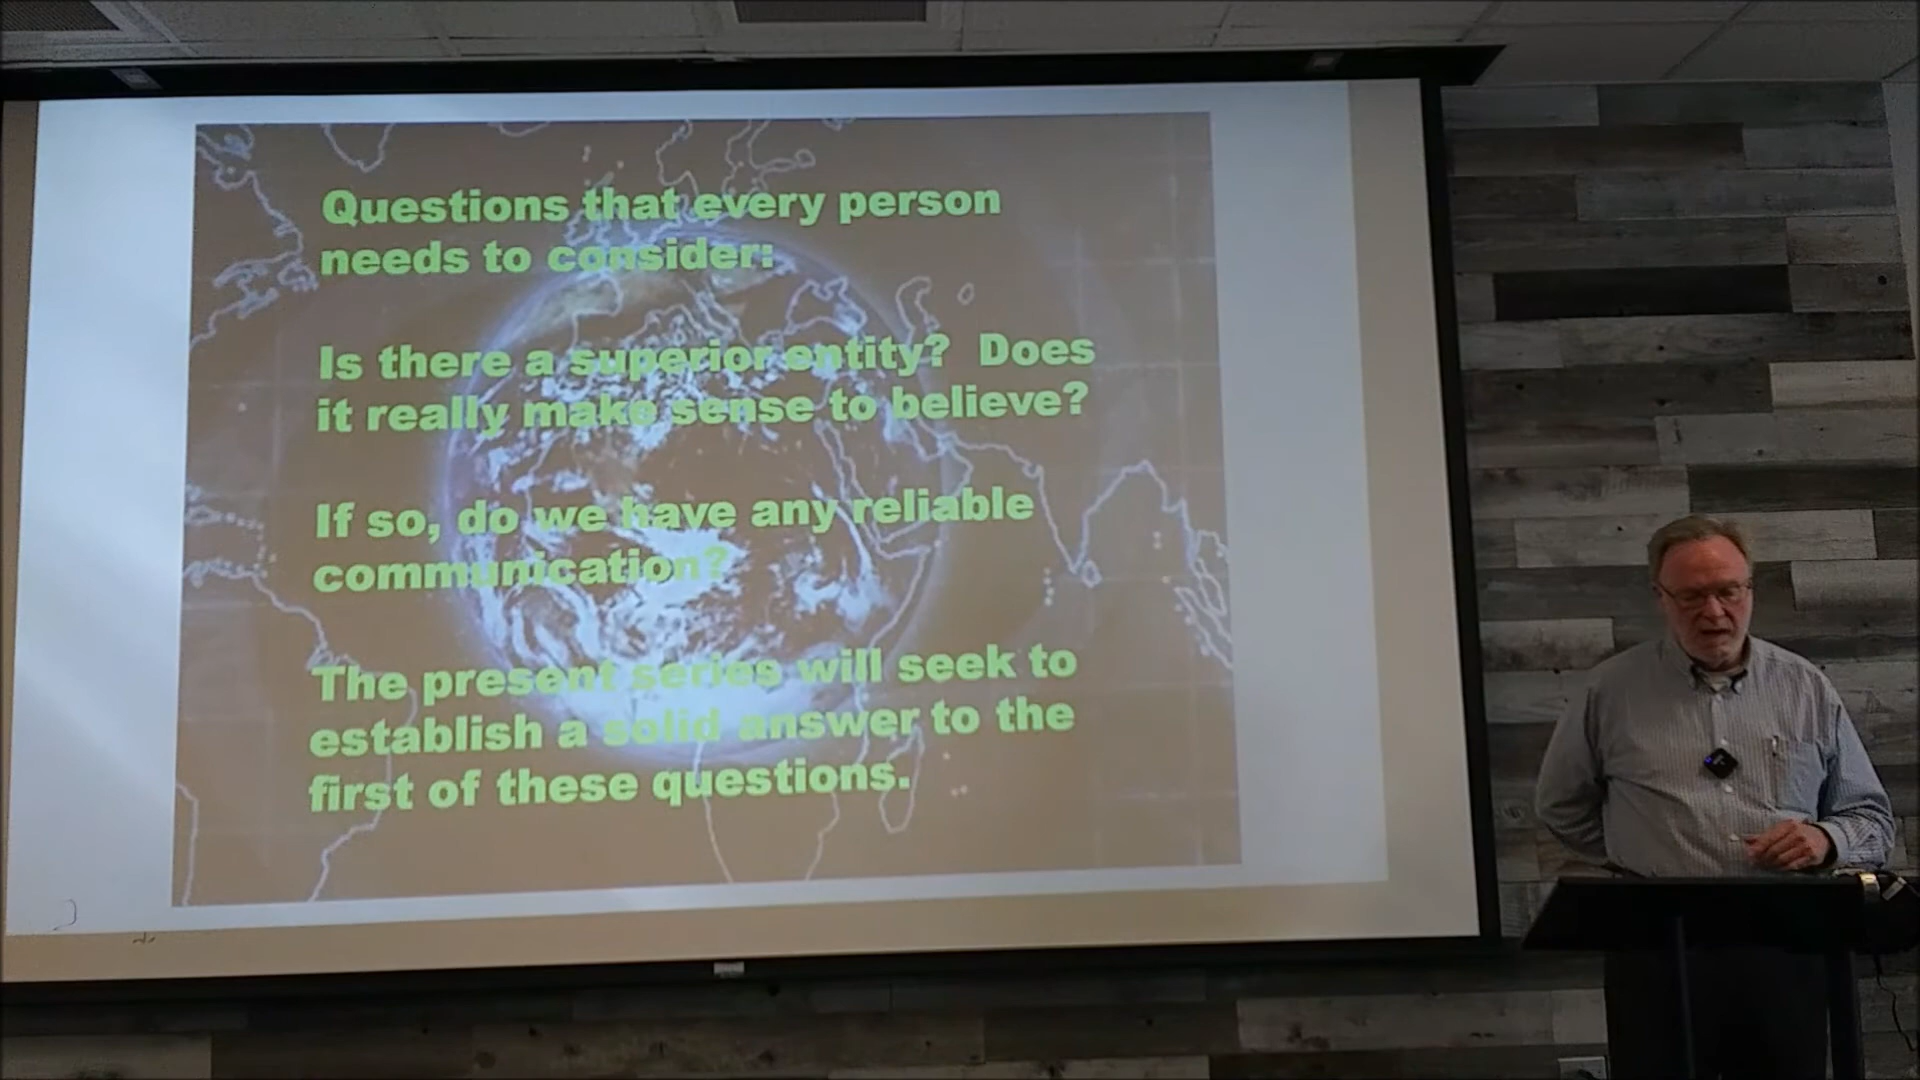 Questions that every person
needs to consider:
Is there a superior entity?  Does
it really make sense to believe?
If so, do we have any reliable
communication?
The present series will seek to
establish a solid answer to the
first of these questions.